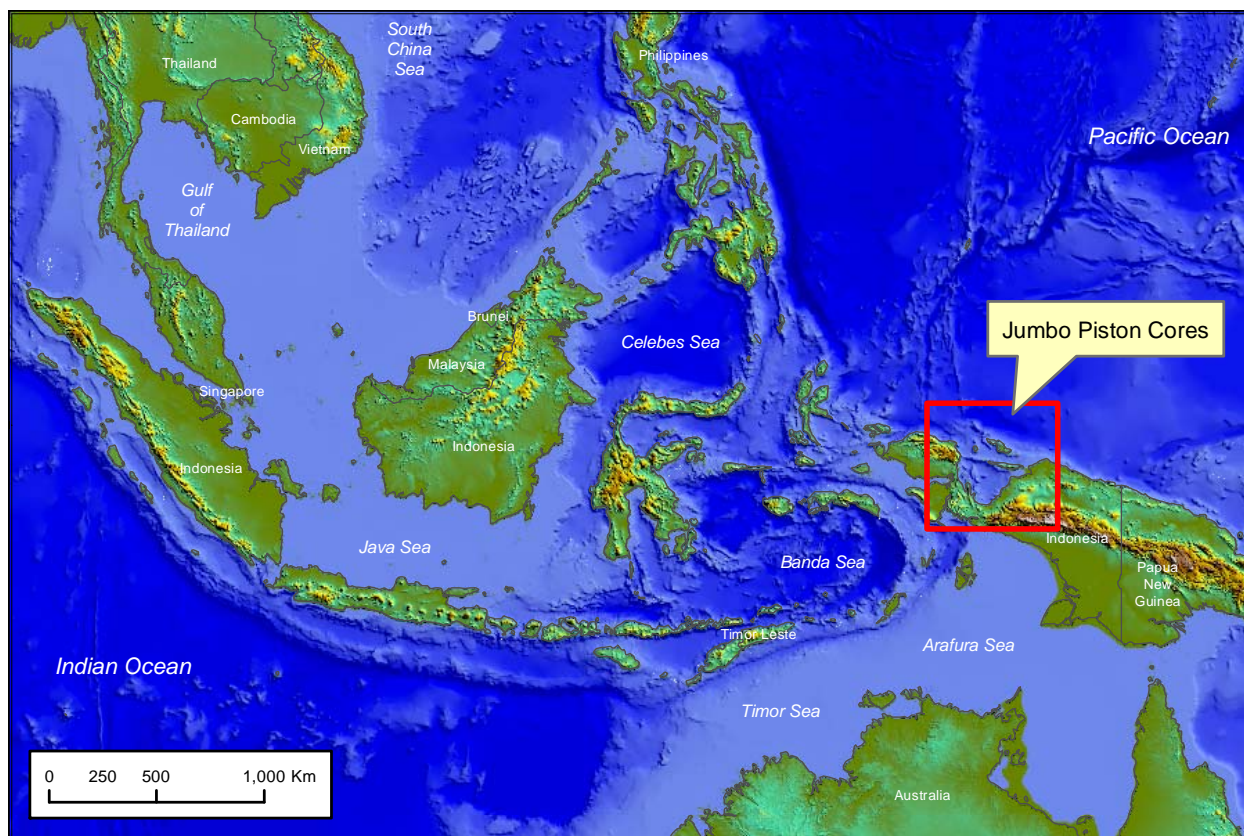 South
China
Sea
Philippines
Thailand
Cambodia
Vietnam
Pacific Ocean
Gulf
of
Thailand
Brunei
Celebes Sea
Jumbo Piston Cores
Malaysia
Singapore
Indonesia
Indonesia
Java Sea
Banda Sea
Indonesia
Papua
New
Guinea
Timor Leste
Arafura Sea
Indian Ocean
Timor Sea
0 250 500 1,000 Km
Australia